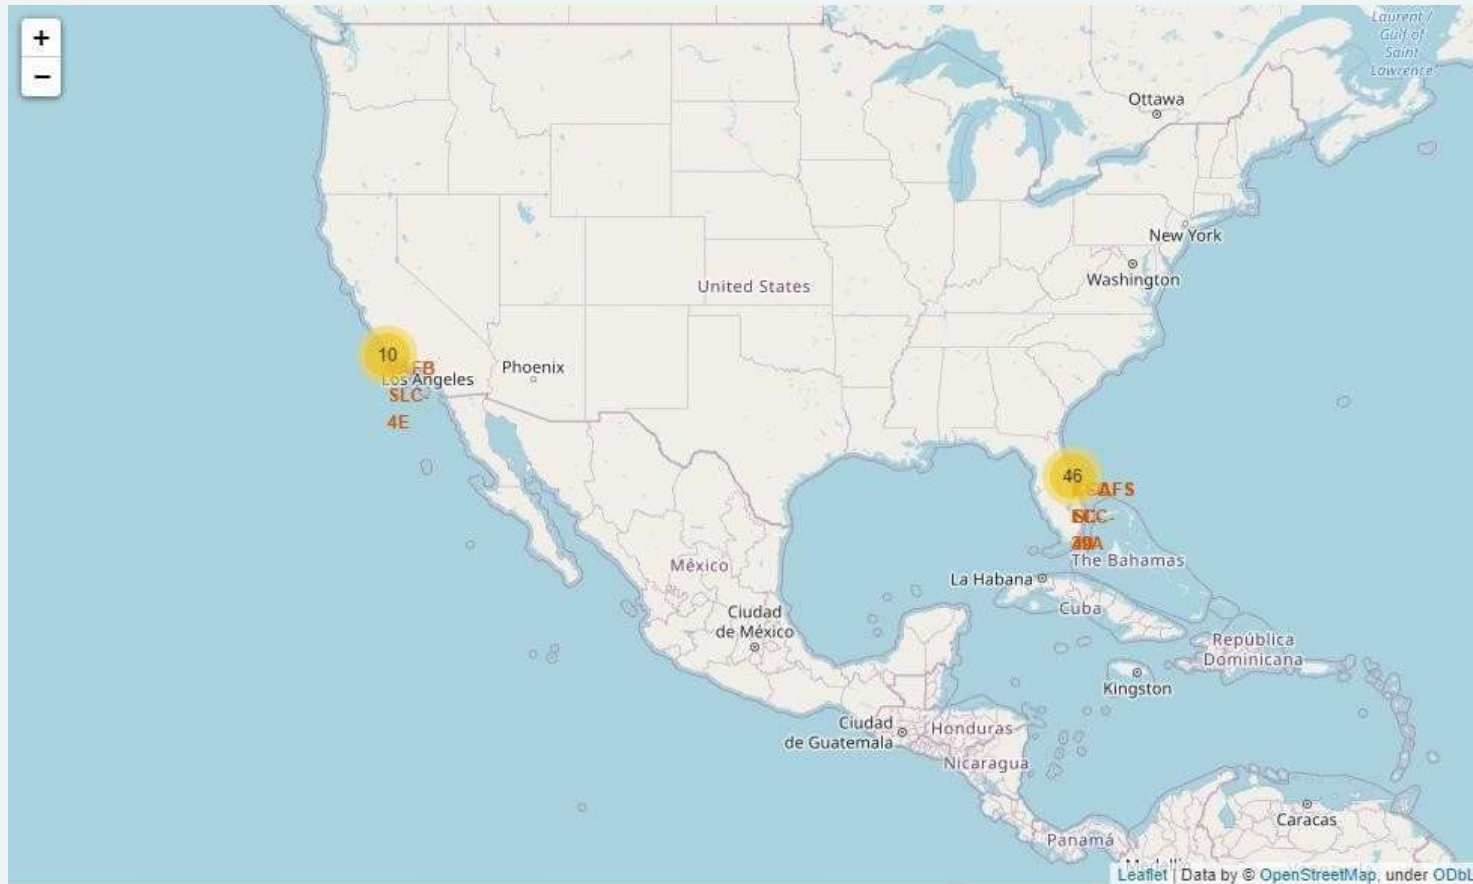 +
−
Laurent /
Gulf of
Saint
Lawrence
Ottawa
New York
Washington
United States
10
Los Angeles
SLC-
4E
Phoenix
46
The Bahamas
La Habana
Cuba
México
Ciudad
de México
República
Dominicana
Kingston
Ciudad
de Guatemala
Honduras
Nicaragua
Caracas
Panamá
Leaflet | Data by © OpenStreetMap, under ODbL